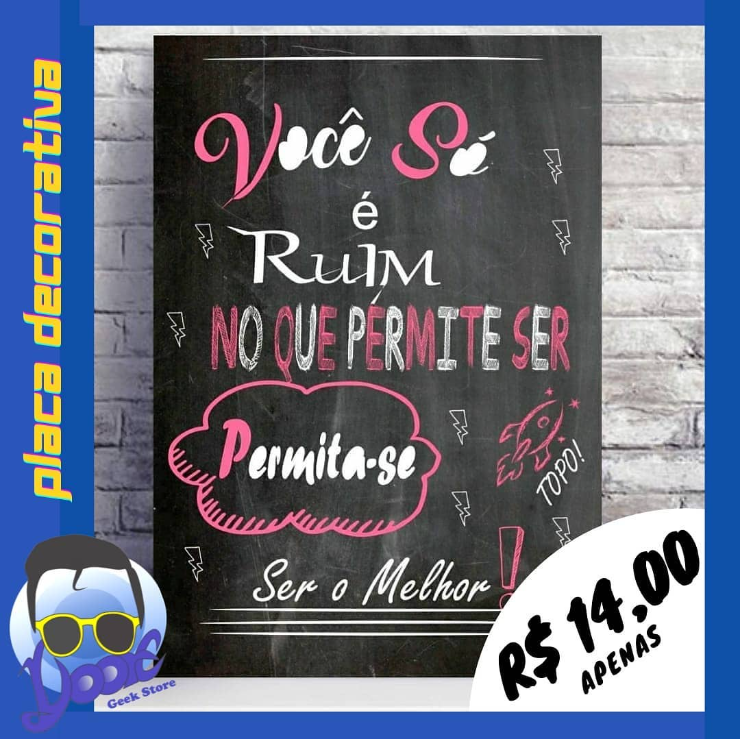 placa decorativa
Você Só
é
Ruim
NO QUE PERMITE SER
Permita-se
TOPO!
Ser o Melhor!
R$ 14,00
APENAS
Geek Store